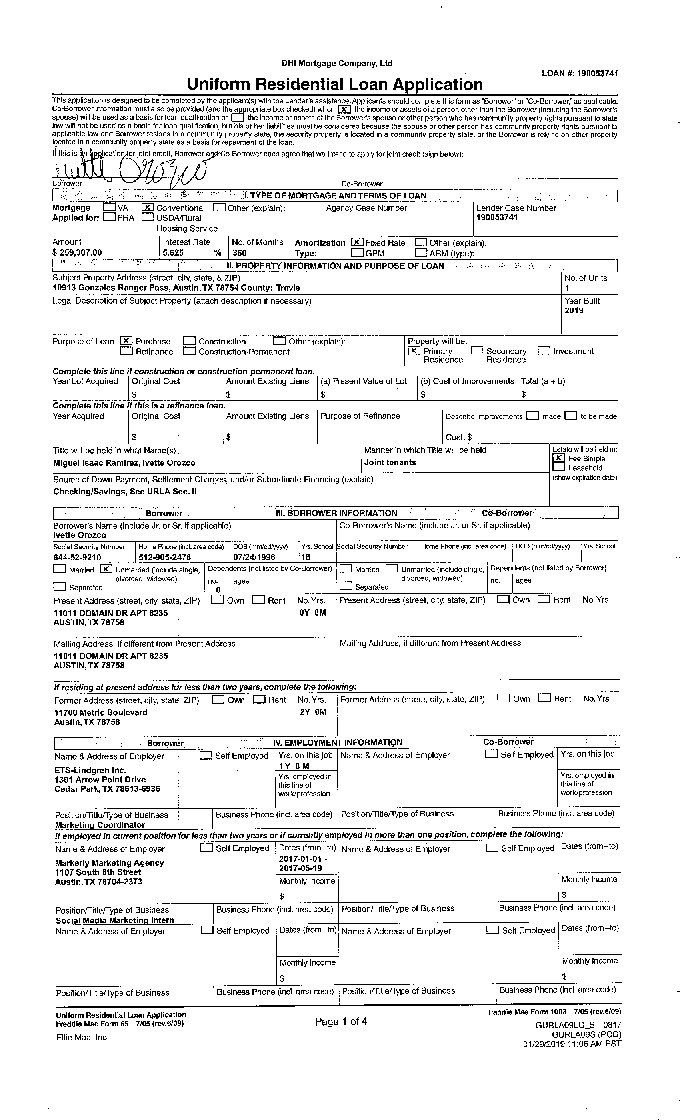 DHI Mortgage Company, Ltd
LOAN #: 190053741
Uniform Residential Loan Application
This application is designed to be completed by the applicant(s) with the Lender's assistance. Applicants should complete this form as "Borrower" or "Co-Borrower," as applicable.
Co-Borrower information must also be provided (and the appropriate box checked) when the income or assets of a person other than the Borrower (including the Borrower's
spouse) will be used as a basis for loan qualification or the income or assets of the Borrower's spouse or other person who has community property rights pursuant to state
law will not be used as a basis for loan qualification, but his or her liabilities must be considered because the spouse or other person has community property rights pursuant to
applicable law and Borrower resides in a community property state, the security property is located in a community property state, or the Borrower is relying on other property
located in a community property state as a basis for repayment of the loan.
If this is an application for joint credit, Borrower and Co-Borrower each agree that we intend to apply for joint credit (sign below):
Ivette Orozco
Borrower Co-Borrower
I. TYPE OF MORTGAGE AND TERMS OF LOAN
Mortgage VA X Conventional Other (explain): Agency Case Number Lender Case Number
Applied for: FHA USDA/Rural 190053741
Housing Service
Amount Interest Rate No. of Months Amortization X Fixed Rate Other (explain):
$ 259,007.00 5.625 % 360 Type: GPM ARM (type):
II. PROPERTY INFORMATION AND PURPOSE OF LOAN
Subject Property Address (street, city, state, & ZIP) No. of Units
10913 Gonzales Ranger Pass, Austin, TX 78754 County: Travis 1
Legal Description of Subject Property (attach description if necessary) Year Built
2019
Purpose of Loan X Purchase Construction Other (explain): Property will be:
Refinance Construction-Permanent X Primary Residence Secondary Residence Investment
Complete this line if construction or construction-permanent loan.
Year Lot Acquired Original Cost Amount Existing Liens (a) Present Value of Lot (b) Cost of Improvements Total (a + b)
$ $ $ $ $
Complete this line if this is a refinance loan.
Year Acquired Original Cost Amount Existing Liens Purpose of Refinance Describe Improvements made to be made
$ $ Cost: $
Title will be held in what Name(s) Manner in which Title will be held Estate will be held in:
Miguel Isaac Ramirez, Ivette Orozco Joint tenants X Fee Simple
Leasehold
Source of Down Payment, Settlement Charges, and/or Subordinate Financing (explain) (show expiration date)
Checking/Savings, See URLA Sec. II
Borrower III. BORROWER INFORMATION Co-Borrower
Borrower's Name (include Jr. or Sr. if applicable) Co-Borrower's Name (include Jr. or Sr. if applicable)
Ivette Orozco
Social Security Number Home Phone (incl. area code) DOB (mm/dd/yyyy) Yrs. School Social Security Number Home Phone (incl. area code) DOB (mm/dd/yyyy) Yrs. School
644-52-9210 512-905-2476 07/24/1996 16
Married X Unmarried (include single, Dependents (not listed by Co-Borrower) Married Unmarried (include single, Dependents (not listed by Borrower)
Separated divorced, widowed) no. ages Separated divorced, widowed) no. ages
0
Present Address (street, city, state, ZIP) Own Rent No. Yrs. Present Address (street, city, state, ZIP) Own Rent No. Yrs.
11011 DOMAIN DR APT 8235 0Y 8M
AUSTIN, TX 78758
Mailing Address, if different from Present Address Mailing Address, if different from Present Address
11011 DOMAIN DR APT 8235
AUSTIN, TX 78758
If residing at present address for less than two years, complete the following:
Former Address (street, city, state, ZIP) Own Rent No. Yrs. Former Address (street, city, state, ZIP) Own Rent No. Yrs.
11700 Metric Boulevard 2Y 0M
Austin, TX 78758
Borrower IV. EMPLOYMENT INFORMATION Co-Borrower
Name & Address of Employer Self Employed Yrs. on this job Name & Address of Employer Self Employed Yrs. on this job
1Y 8M
ETS-Lindgren Inc. Yrs. employed in this line of work/profession Yrs. employed in this line of work/profession
1301 Arrow Point Drive
Cedar Park, TX 78613-6936
Position/Title/Type of Business Business Phone (incl. area code) Position/Title/Type of Business Business Phone (incl. area code)
Marketing Coordinator
If employed in current position for less than two years or if currently employed in more than one position, complete the following:
Name & Address of Employer Self Employed Dates (from–to) Name & Address of Employer Self Employed Dates (from–to)
Markerly Marketing Agency 2017-01-01 -
1107 South 8th Street 2017-05-19
Austin, TX 78704-2373 Monthly Income Monthly Income
$ $
Position/Title/Type of Business Business Phone (incl. area code) Position/Title/Type of Business Business Phone (incl. area code)
Social Media Marketing Intern
Name & Address of Employer Self Employed Dates (from–to) Name & Address of Employer Self Employed Dates (from–to)
Monthly Income Monthly Income
$ $
Position/Title/Type of Business Business Phone (incl. area code) Position/Title/Type of Business Business Phone (incl. area code)
Uniform Residential Loan Application
Freddie Mac Form 65 7/05 (rev.6/09) Page 1 of 4 Fannie Mae Form 1003 7/05 (rev.6/09)
Ellie Mae, Inc. GURLA09LG_S 0817
GURLA09S (POD)
01/29/2019 11:06 AM PST